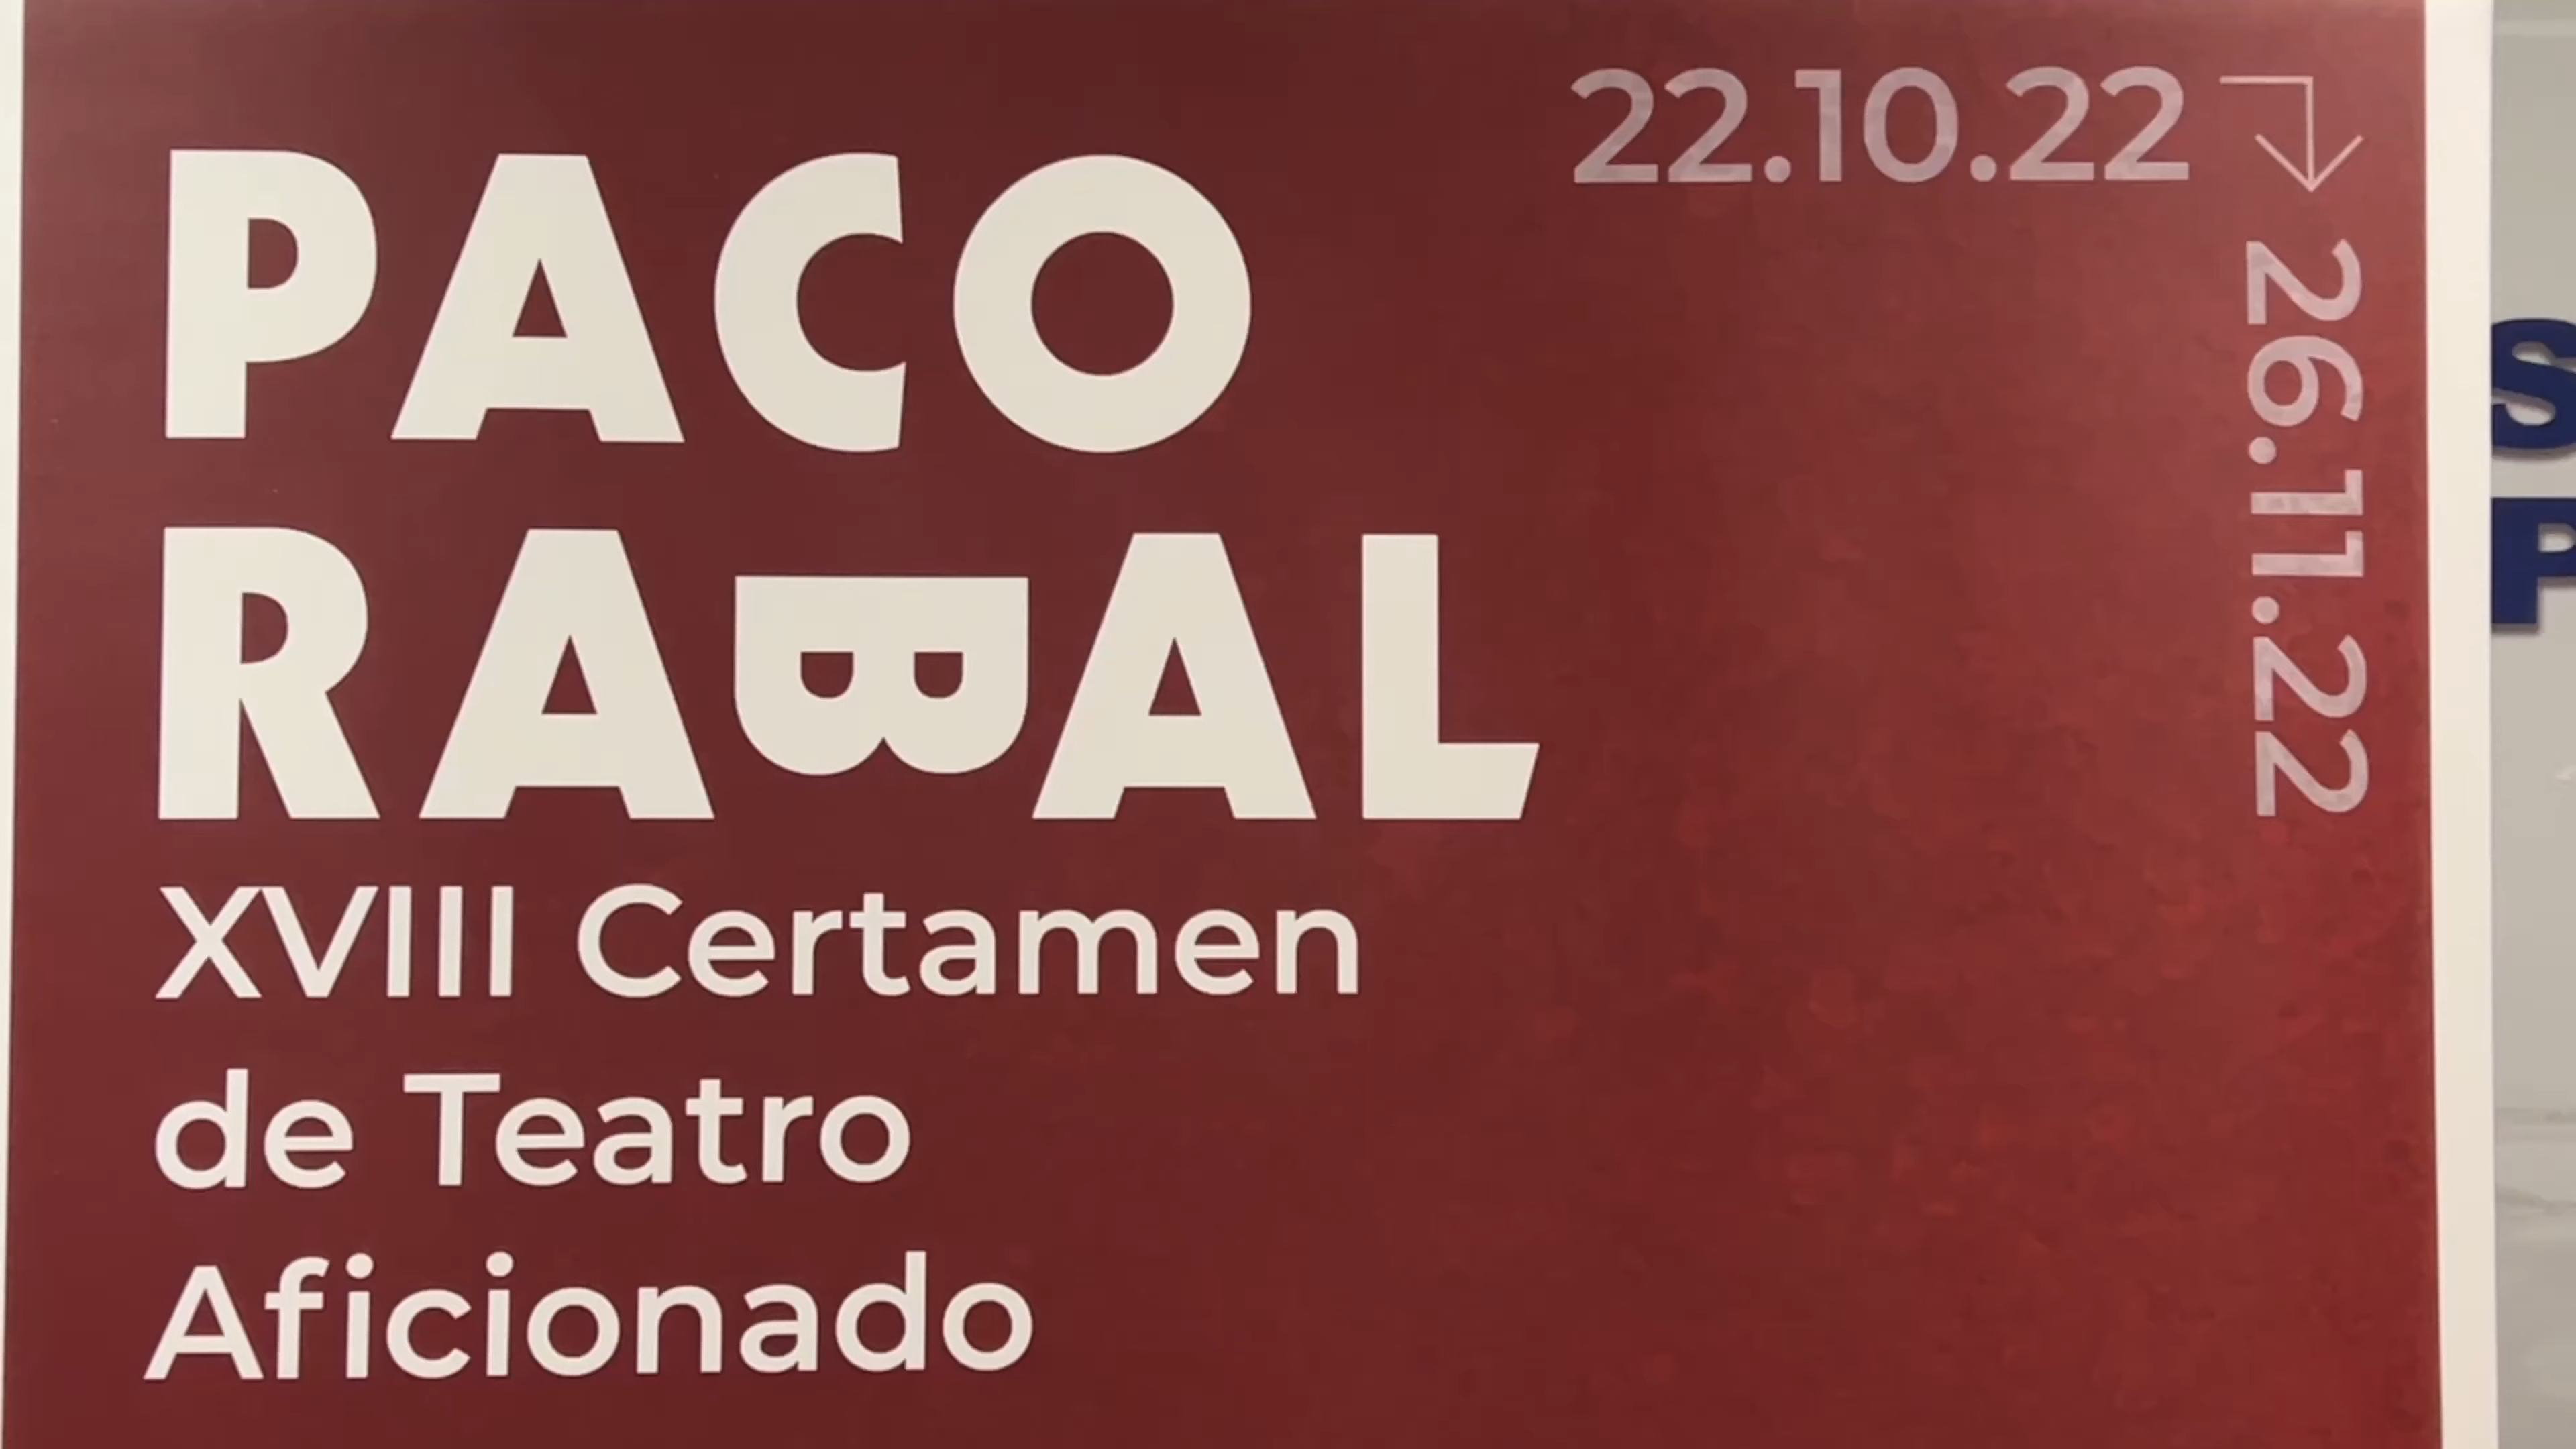 22.10.22
26.11.22
PACO
RABAL
XVIII Certamen
de Teatro
Aficionado
S
P